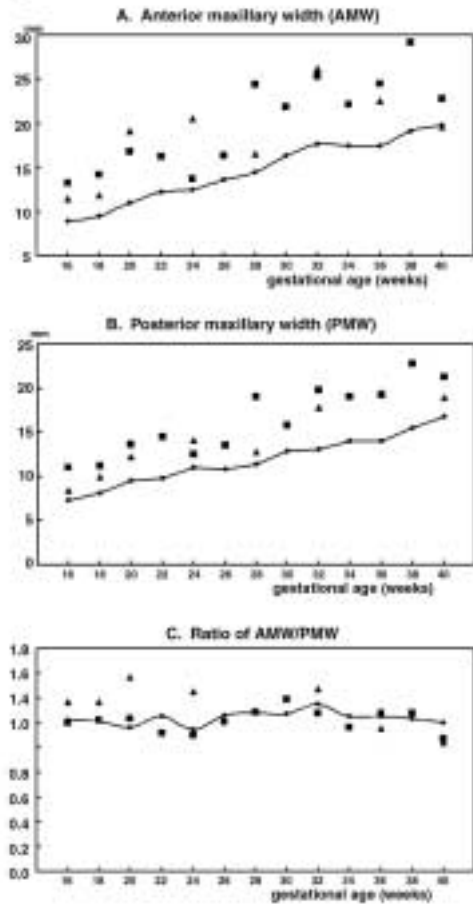 A. Anterior maxillary width (AMW)
30
25
20
15
10
5
16 18 20 22 24 26 28 30 32 34 36 38 40
gestational age (weeks)
B. Posterior maxillary width (PMW)
mm
25
20
15
10
5
0
16 18 20 22 24 26 28 30 32 34 36 38 40
gestational age (weeks)
C. Ratio of AMW/PMW
1.8
1.6
1.2
1.0
0.8
0.6
0.4
0.2
0.0
16 18 20 22 24 26 28 30 32 34 36 38 40
gestational age (weeks)